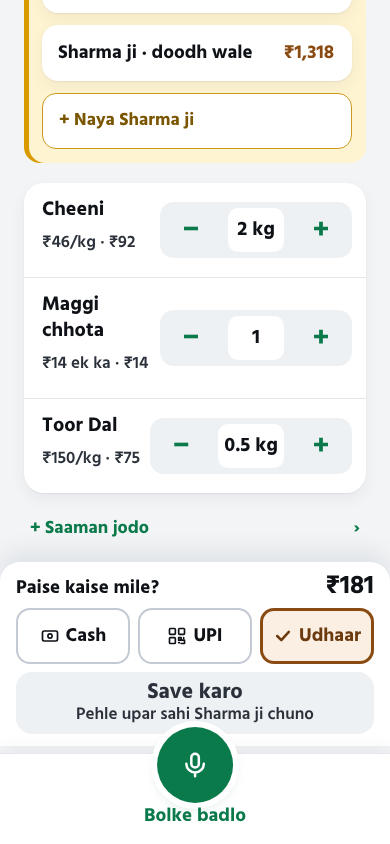 Sharma ji · doodh wale ₹1,318
+ Naya Sharma ji
Cheeni
₹46/kg · ₹92
− 2 kg +
Maggi
chhota
₹14 ek ka · ₹14
− 1 +
Toor Dal
₹150/kg · ₹75
− 0.5 kg +
+ Saaman jodo ›
Paise kaise mile? ₹181
Cash UPI Udhaar
Save karo
Pehle upar sahi Sharma ji chuno
Bolke badlo